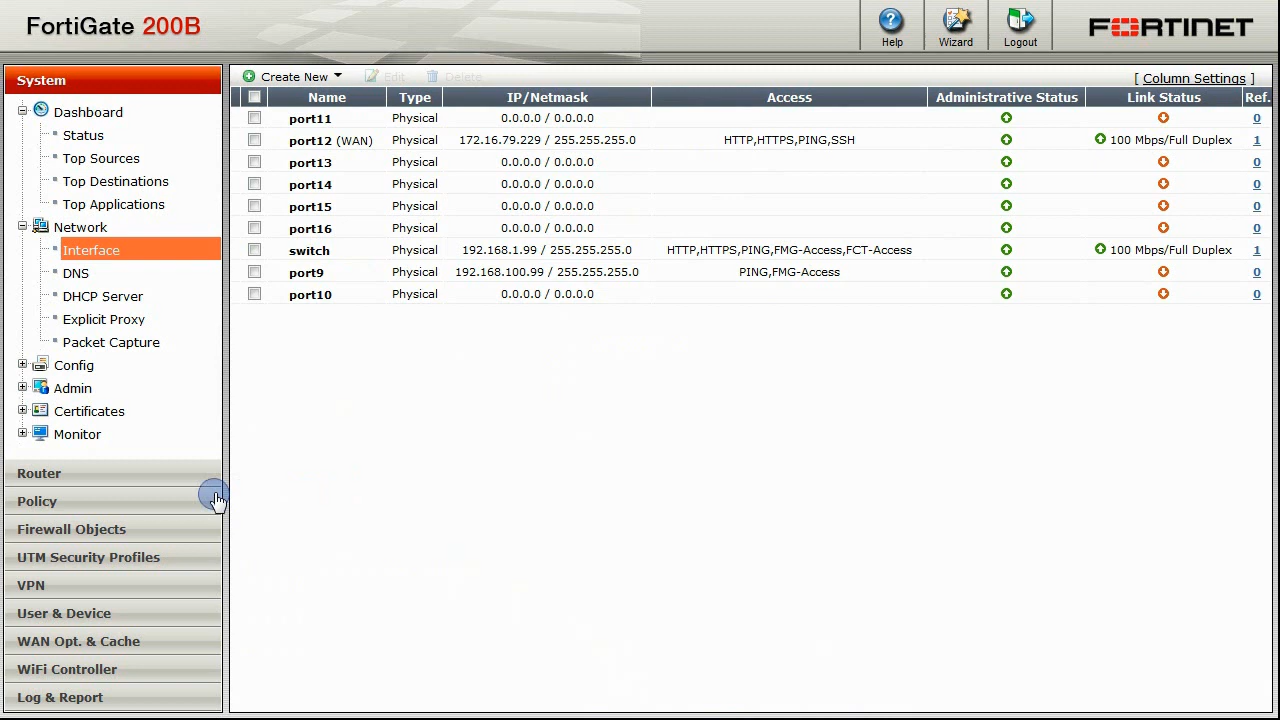 FortiGate 200B
Help
Wizard
Logout
FORTINET
System
Dashboard
Status
Top Sources
Top Destinations
Top Applications
Network
Interface
DNS
DHCP Server
Explicit Proxy
Packet Capture
Config
Admin
Certificates
Monitor
Router
Policy
Firewall Objects
UTM Security Profiles
VPN
User & Device
WAN Opt. & Cache
WiFi Controller
Log & Report
Create New Edit Delete [ Column Settings ]
Name Type IP/Netmask Access Administrative Status Link Status Ref.
port11 Physical 0.0.0.0 / 0.0.0.0 0
port12 (WAN) Physical 172.16.79.229 / 255.255.255.0 HTTP,HTTPS,PING,SSH 100 Mbps/Full Duplex 1
port13 Physical 0.0.0.0 / 0.0.0.0 0
port14 Physical 0.0.0.0 / 0.0.0.0 0
port15 Physical 0.0.0.0 / 0.0.0.0 0
port16 Physical 0.0.0.0 / 0.0.0.0 0
switch Physical 192.168.1.99 / 255.255.255.0 HTTP,HTTPS,PING,FMG-Access,FCT-Access 100 Mbps/Full Duplex 1
port9 Physical 192.168.100.99 / 255.255.255.0 PING,FMG-Access 0
port10 Physical 0.0.0.0 / 0.0.0.0 0